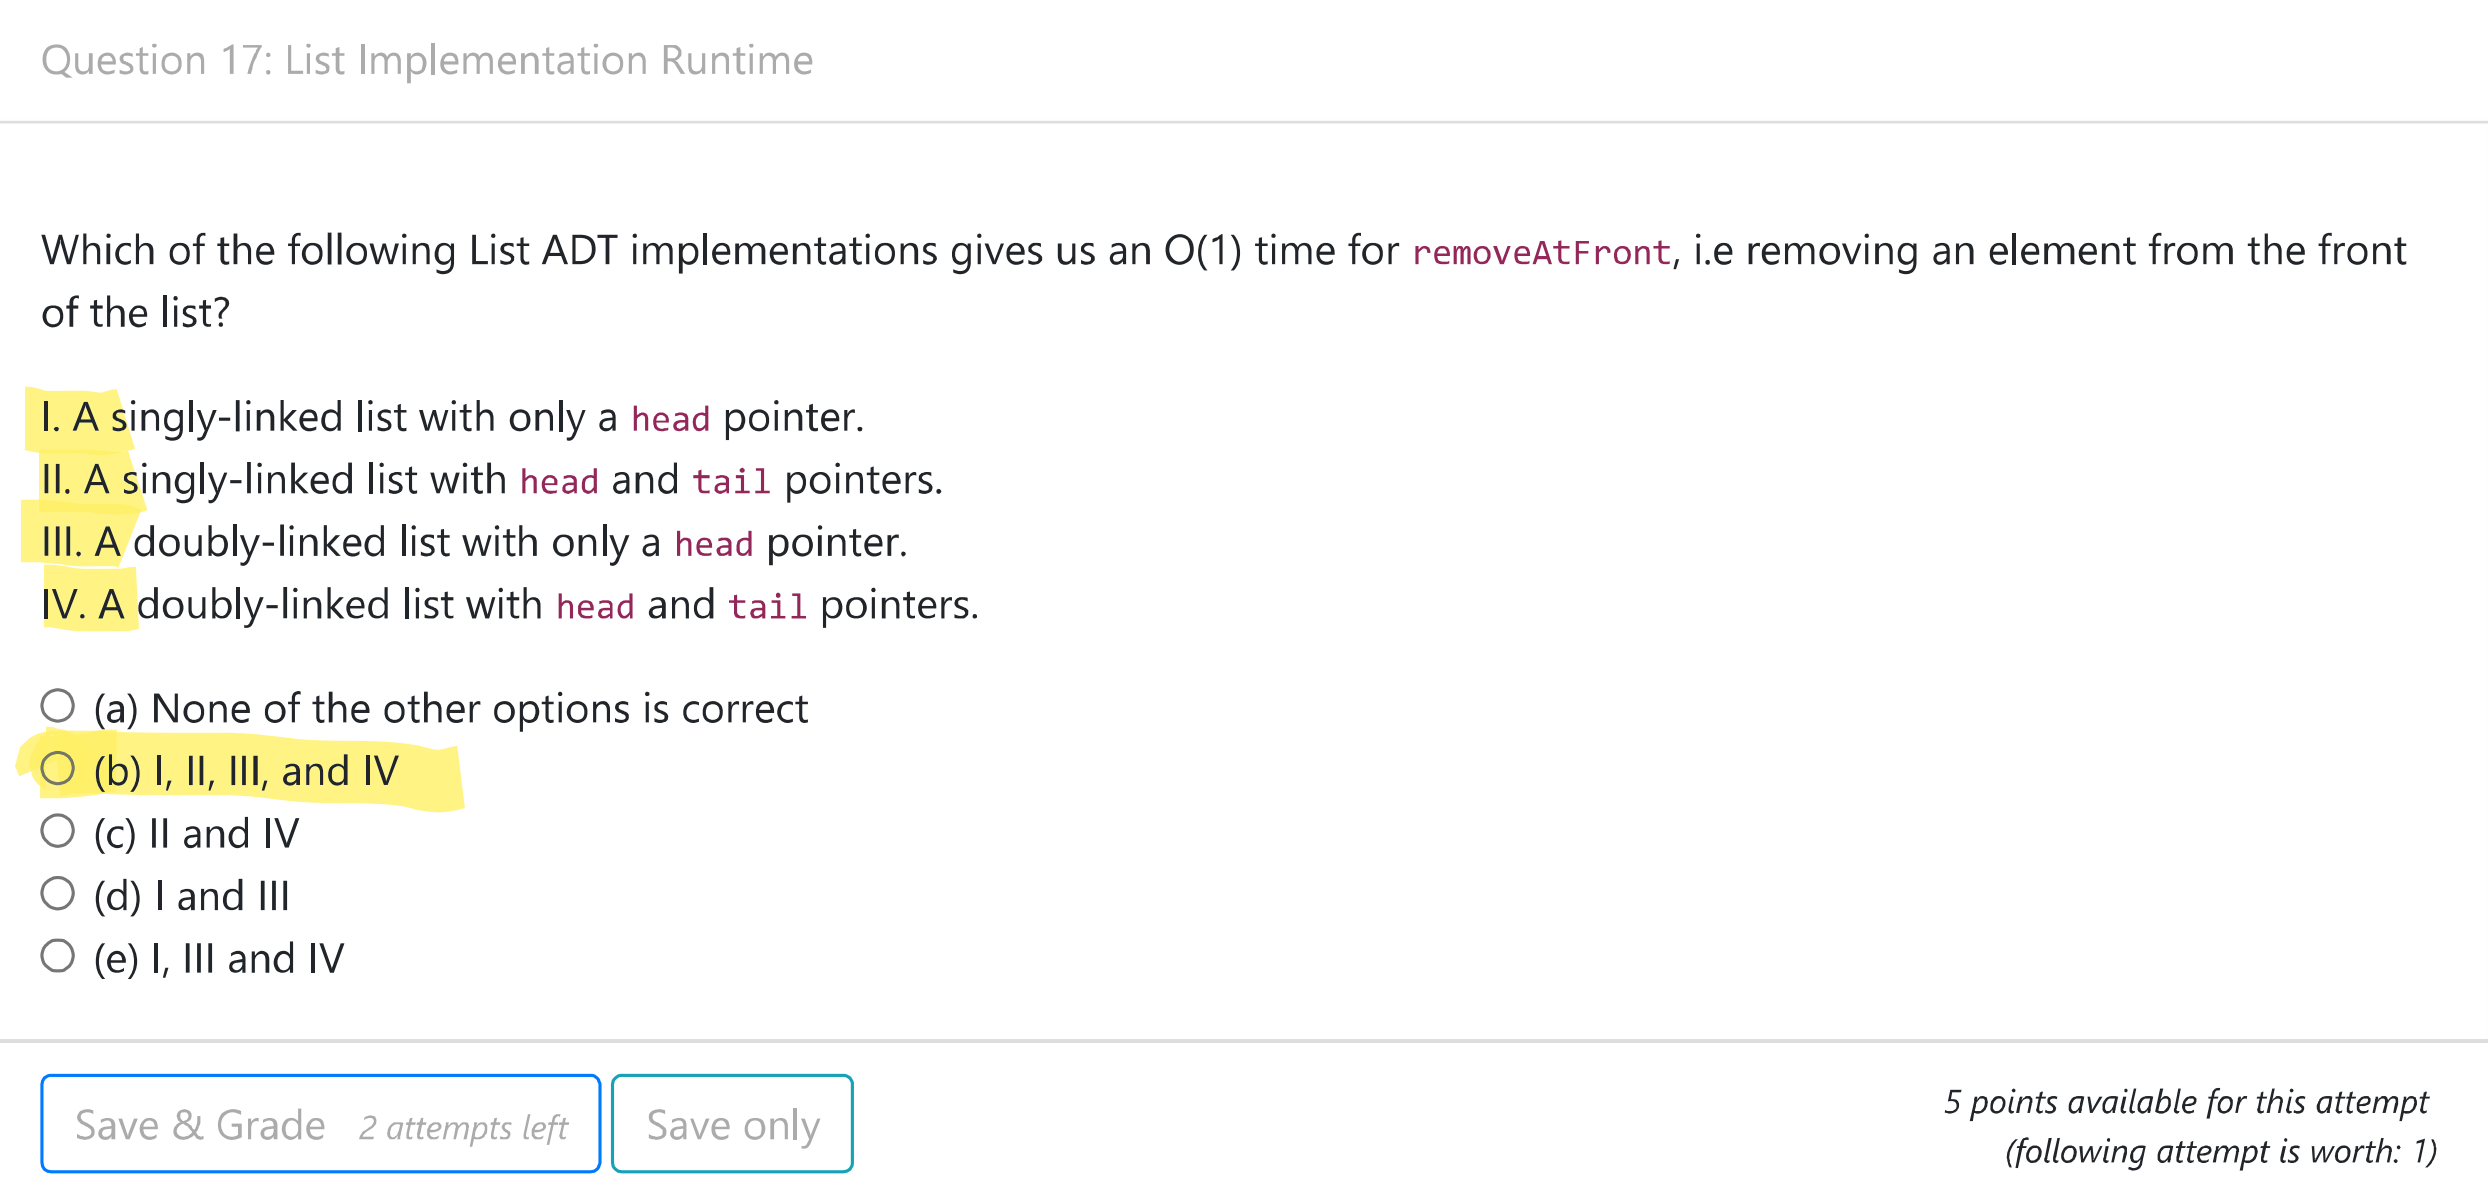 Question 17: List Implementation Runtime
Which of the following List ADT implementations gives us an O(1) time for removeAtFront, i.e removing an element from the front
of the list?
I. A singly-linked list with only a head pointer.
II. A singly-linked list with head and tail pointers.
III. A doubly-linked list with only a head pointer.
IV. A doubly-linked list with head and tail pointers.
(a) None of the other options is correct
(b) I, II, III, and IV
(c) II and IV
(d) I and III
(e) I, III and IV
Save & Grade 2 attempts left Save only
5 points available for this attempt
(following attempt is worth: 1)